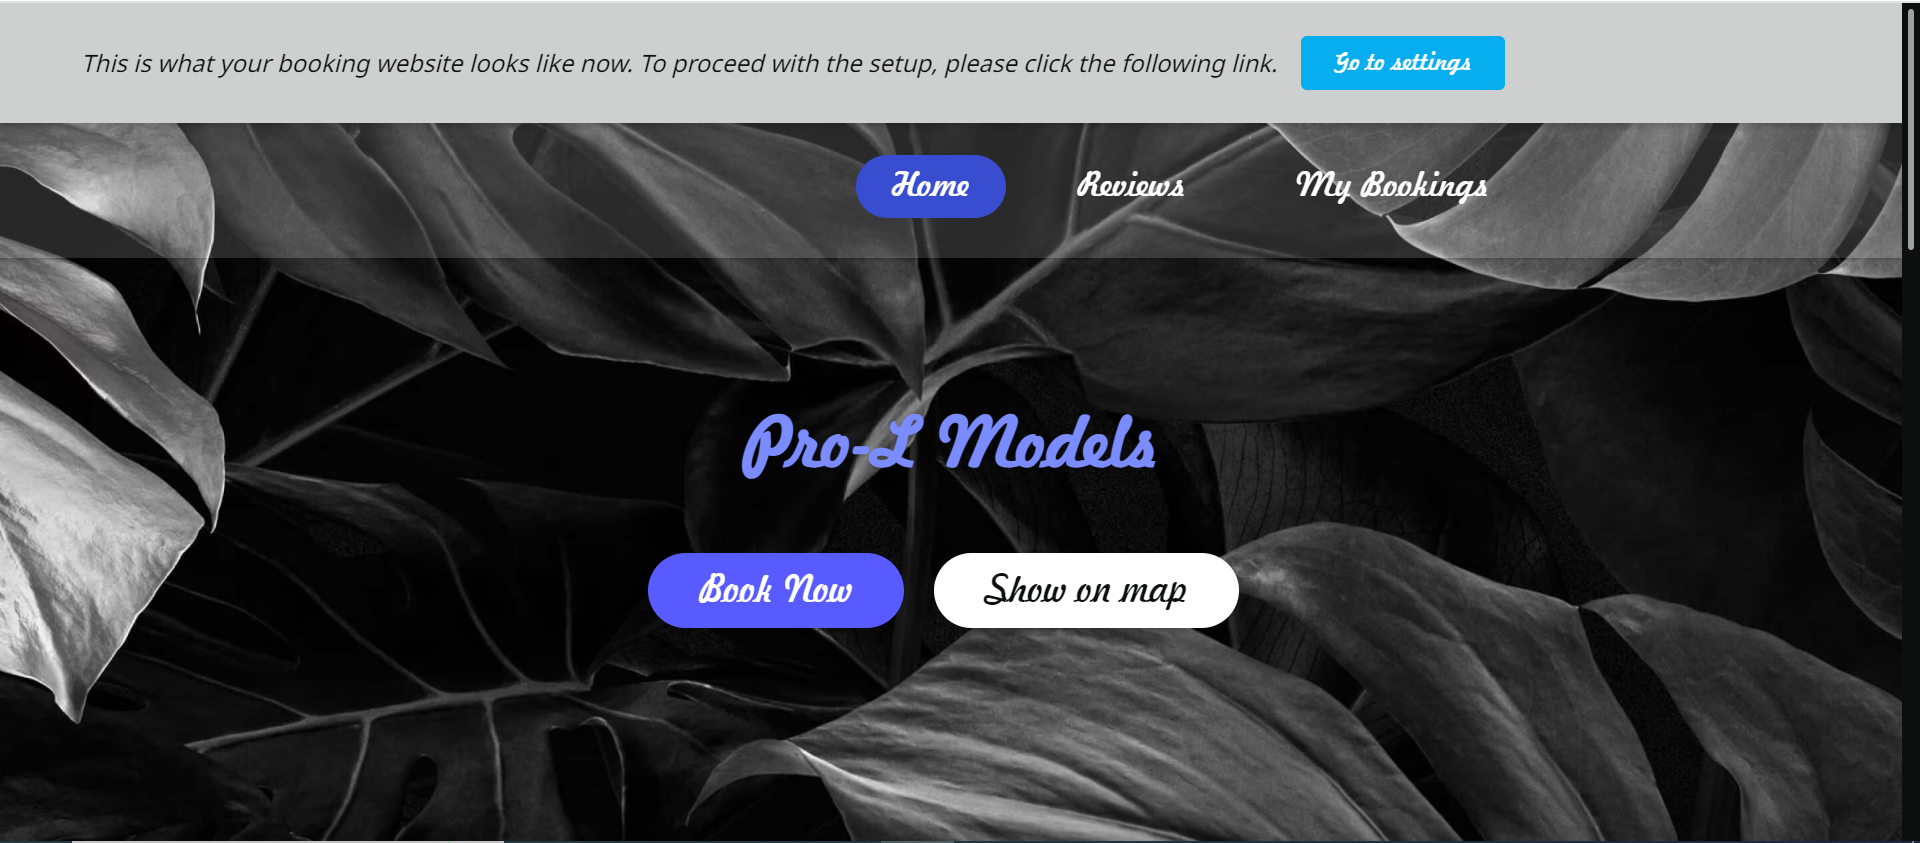 This is what your booking website looks like now. To proceed with the setup, please click the following link.
Go to settings
Home
Reviews
My Bookings
Pro-L Models
Book Now
Show on map